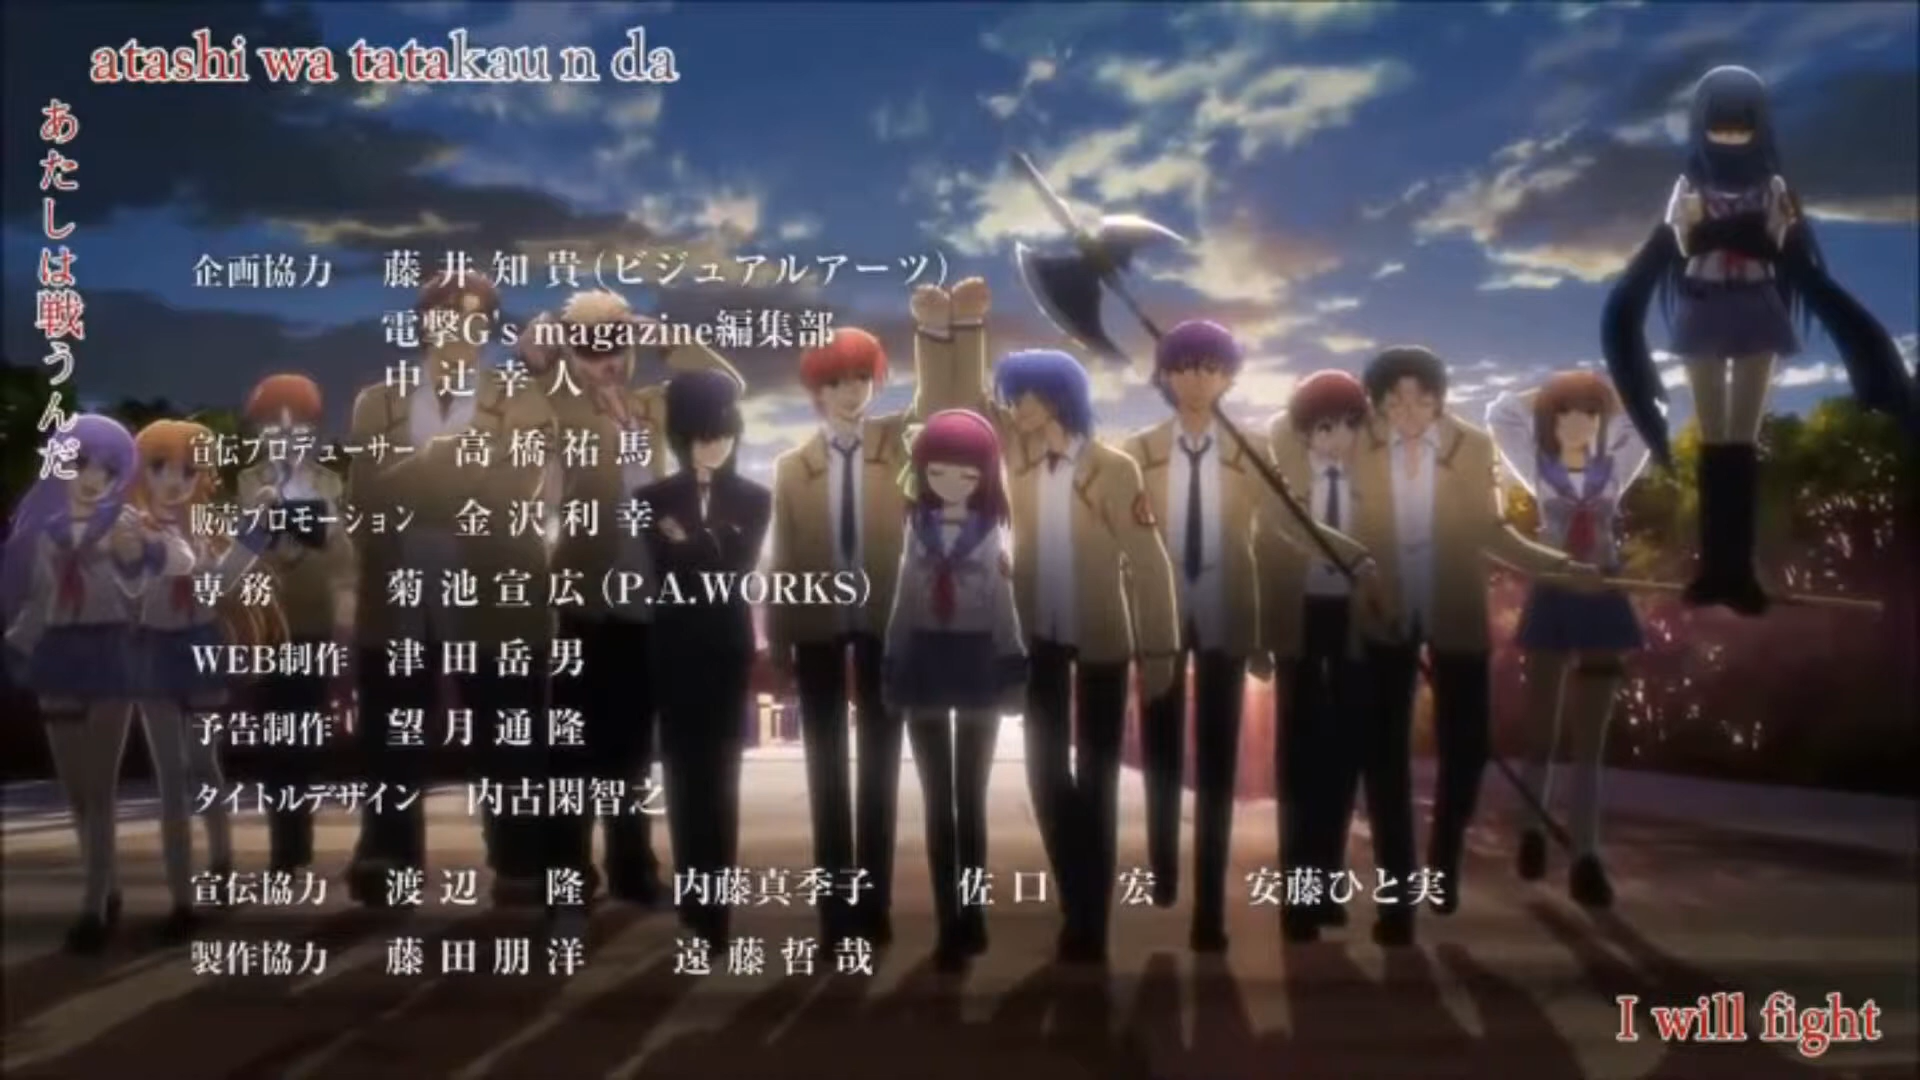 atashi wa tatakau n da
あたしは戦うんだ
企画協力 藤井知貴(ビジュアルアーツ)
電撃G's magazine編集部
中辻幸人
宣伝プロデューサー 高橋祐馬
販売プロモーション 金沢利幸
専務 菊池宣広(P.A.WORKS)
WEB制作 津田岳男
予告制作 望月通隆
タイトルデザイン 内古閑智之
宣伝協力 渡辺 隆 内藤真季子 佐口 宏 安藤ひと実
製作協力 藤田朋洋 遠藤哲哉
I will fight